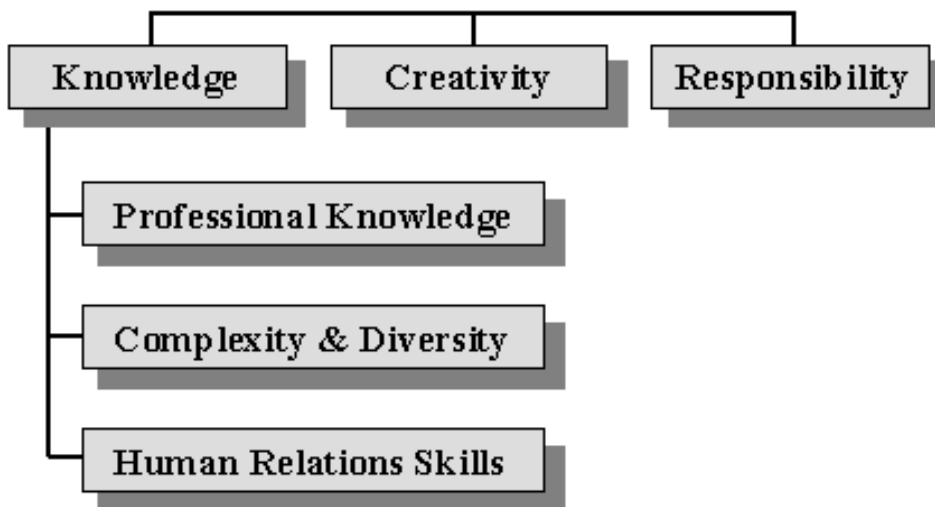 Knowledge
Creativity
Responsibility
Professional Knowledge
Complexity & Diversity
Human Relations Skills